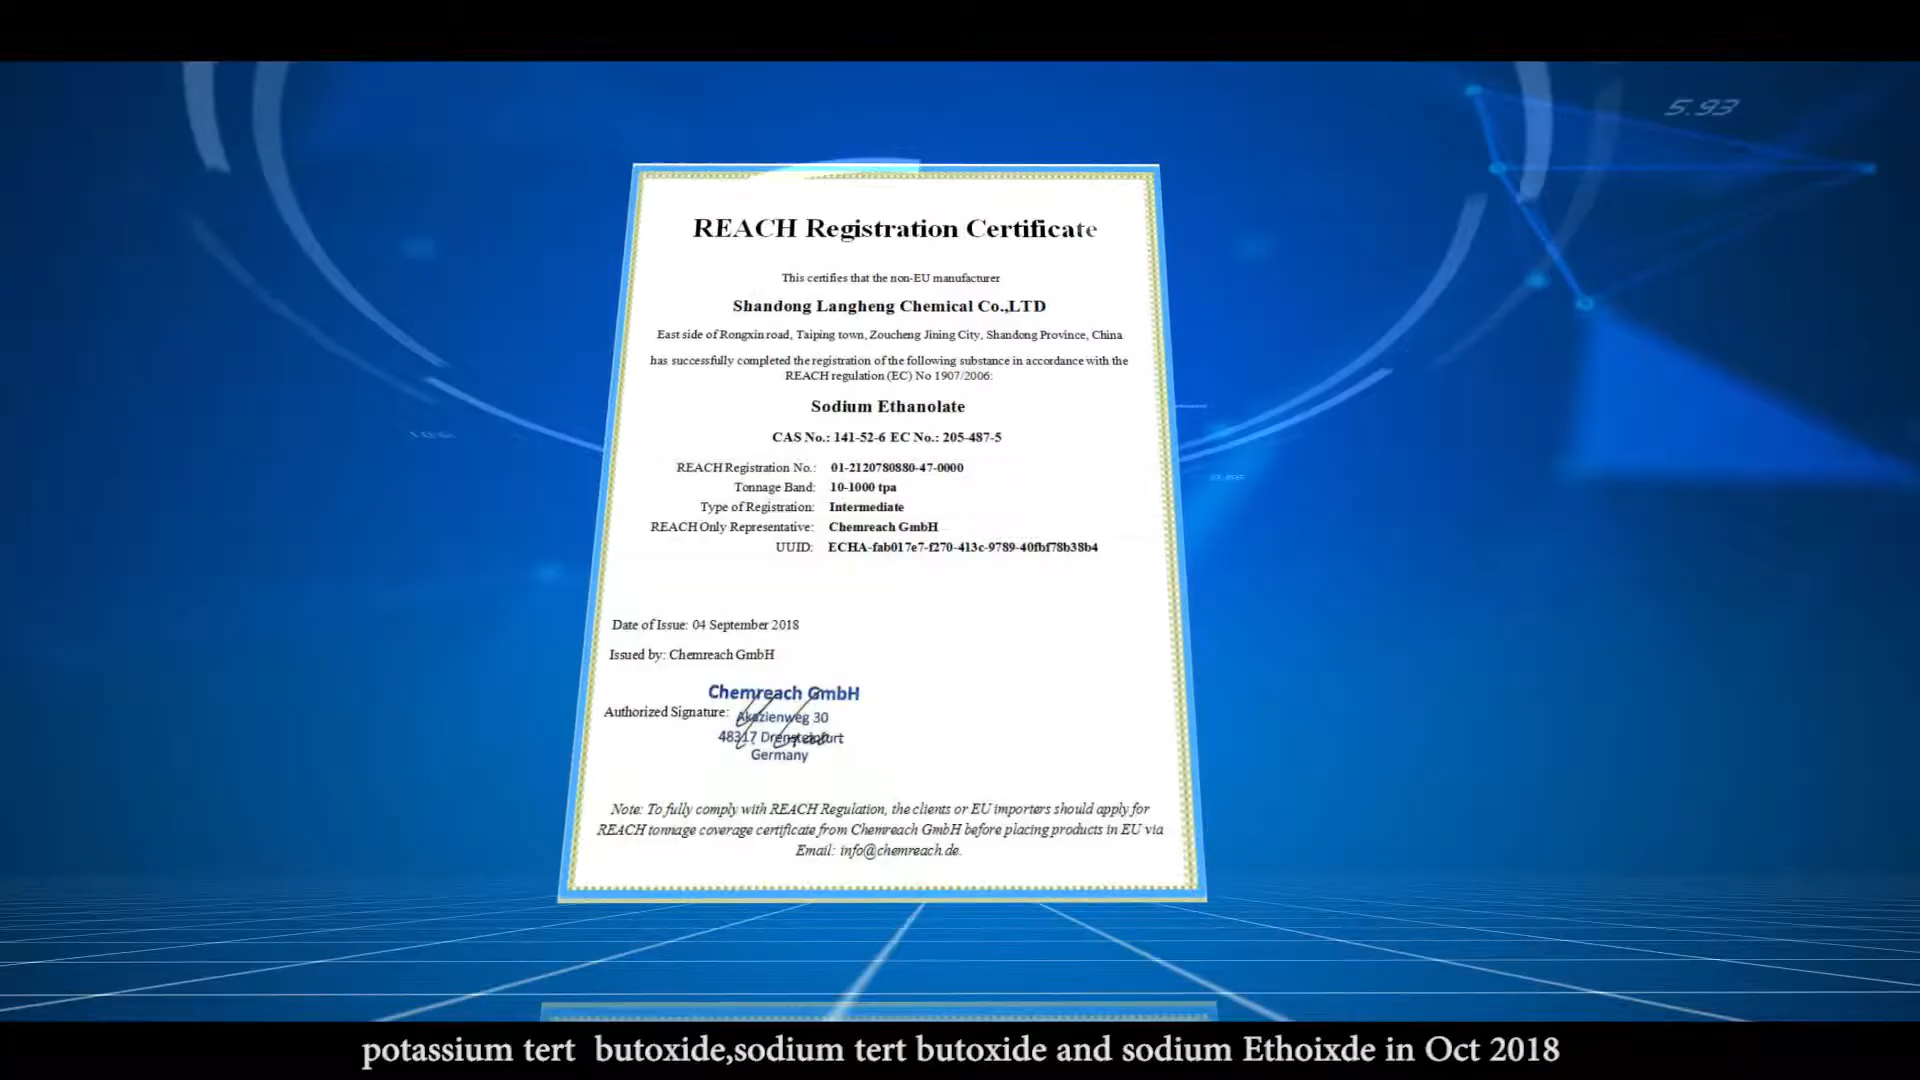 5.93
REACH Registration Certificate
This certifies that the non-EU manufacturer
Shandong Langheng Chemical Co.,LTD
East side of Rongxin road, Taiping town, Zoucheng Jining City, Shandong Province, China
has successfully completed the registration of the following substance in accordance with the
REACH regulation (EC) No 1907/2006:
Sodium Ethanolate
CAS No.: 141-52-6 EC No.: 205-487-5
REACH Registration No.: 01-2120780880-47-0000
Tonnage Band: 10-1000 tpa
Type of Registration: Intermediate
REACH Only Representative: Chemreach GmbH
UUID: ECHA-fab017e7-f270-413c-9789-40fbf78b38b4
Date of Issue: 04 September 2018
Issued by: Chemreach GmbH
Chemreach GmbH
Authorized Signature: Akazienweg 30
48317 Drensteinfurt
Germany
Note: To fully comply with REACH Regulation, the clients or EU importers should apply for
REACH tonnage coverage certificate from Chemreach GmbH before placing products in EU via
Email: info@chemreach.de.
potassium tert butoxide,sodium tert butoxide and sodium Ethoixde in Oct 2018